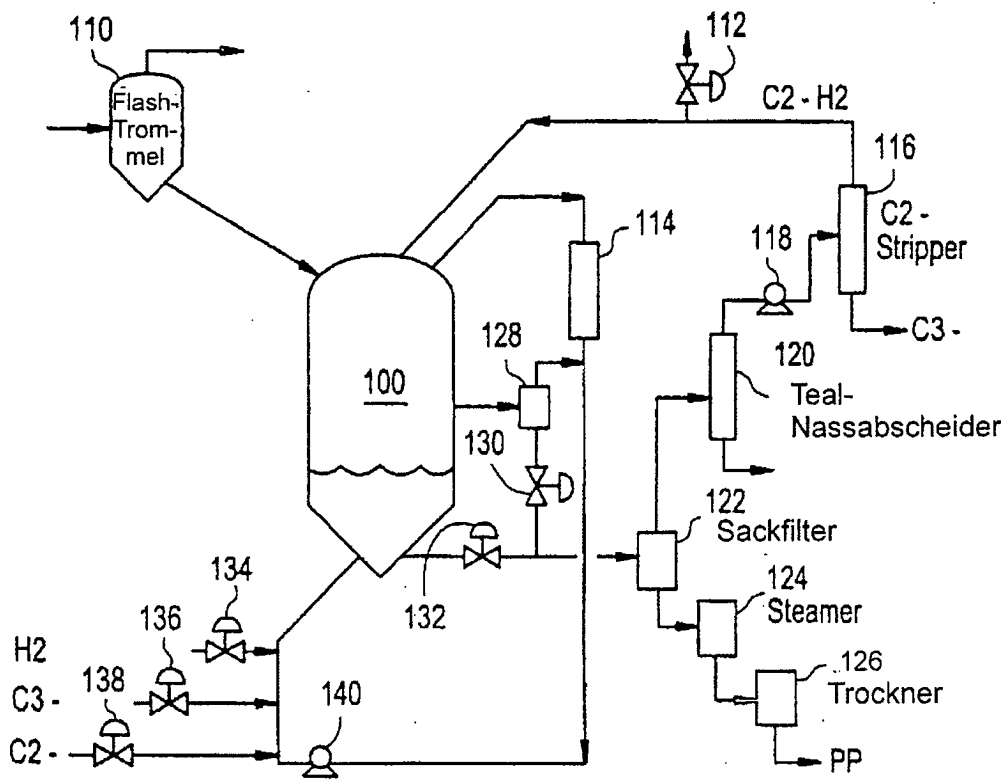 110
Flash-
Trom-
mel
112
C2 - H2
116
C2 -
Stripper
114
118
C3 -
128
120
Teal-
Nassabscheider
100
130
122
Sackfilter
132
134
124
Steamer
136
H2
126
Trockner
138
C3 -
140
C2 -
PP